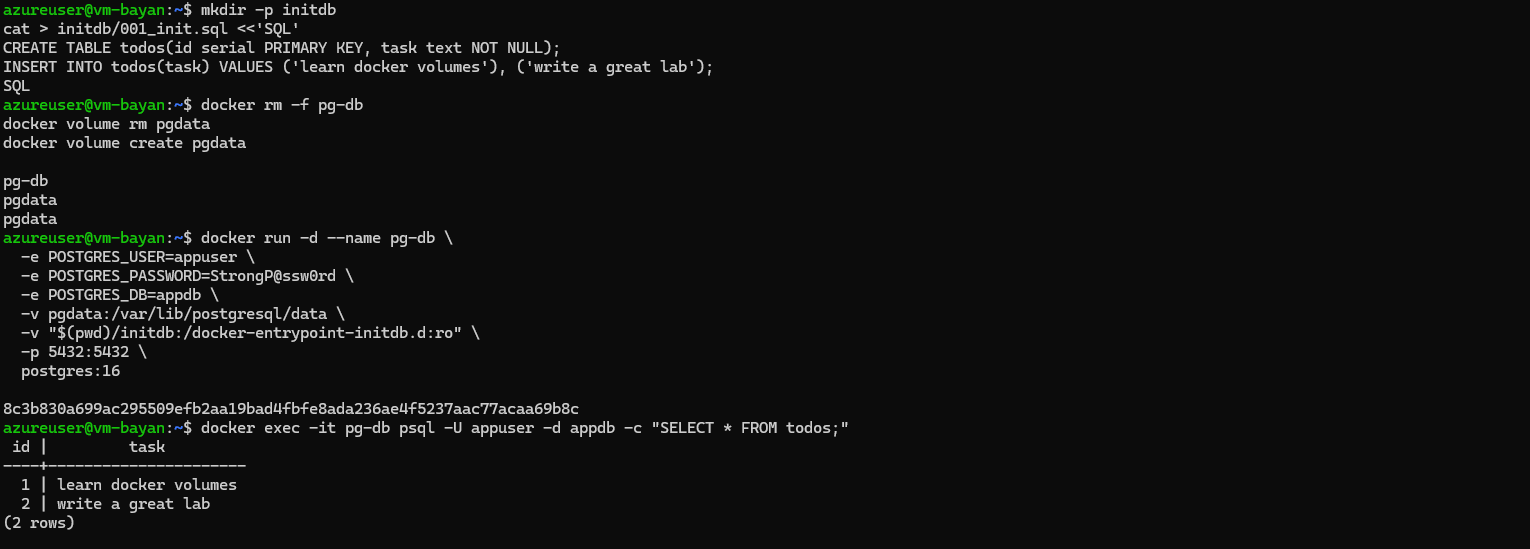 azureuser@vm-bayan:~$ mkdir -p initdb
cat > initdb/001_init.sql <<'SQL'
CREATE TABLE todos(id serial PRIMARY KEY, task text NOT NULL);
INSERT INTO todos(task) VALUES ('learn docker volumes'), ('write a great lab');
SQL
azureuser@vm-bayan:~$ docker rm -f pg-db
docker volume rm pgdata
docker volume create pgdata

pg-db
pgdata
pgdata
azureuser@vm-bayan:~$ docker run -d --name pg-db \
  -e POSTGRES_USER=appuser \
  -e POSTGRES_PASSWORD=StrongP@ssw0rd \
  -e POSTGRES_DB=appdb \
  -v pgdata:/var/lib/postgresql/data \
  -v "$(pwd)/initdb:/docker-entrypoint-initdb.d:ro" \
  -p 5432:5432 \
  postgres:16

8c3b830a699ac295509efb2aa19bad4fbfe8ada236ae4f5237aac77acaa69b8c
azureuser@vm-bayan:~$ docker exec -it pg-db psql -U appuser -d appdb -c "SELECT * FROM todos;"
 id |         task
----+----------------------
  1 | learn docker volumes
  2 | write a great lab
(2 rows)